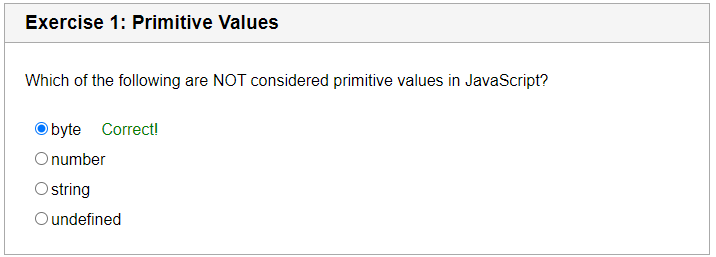 Exercise 1: Primitive Values
Which of the following are NOT considered primitive values in JavaScript?
byte Correct!
number
string
undefined